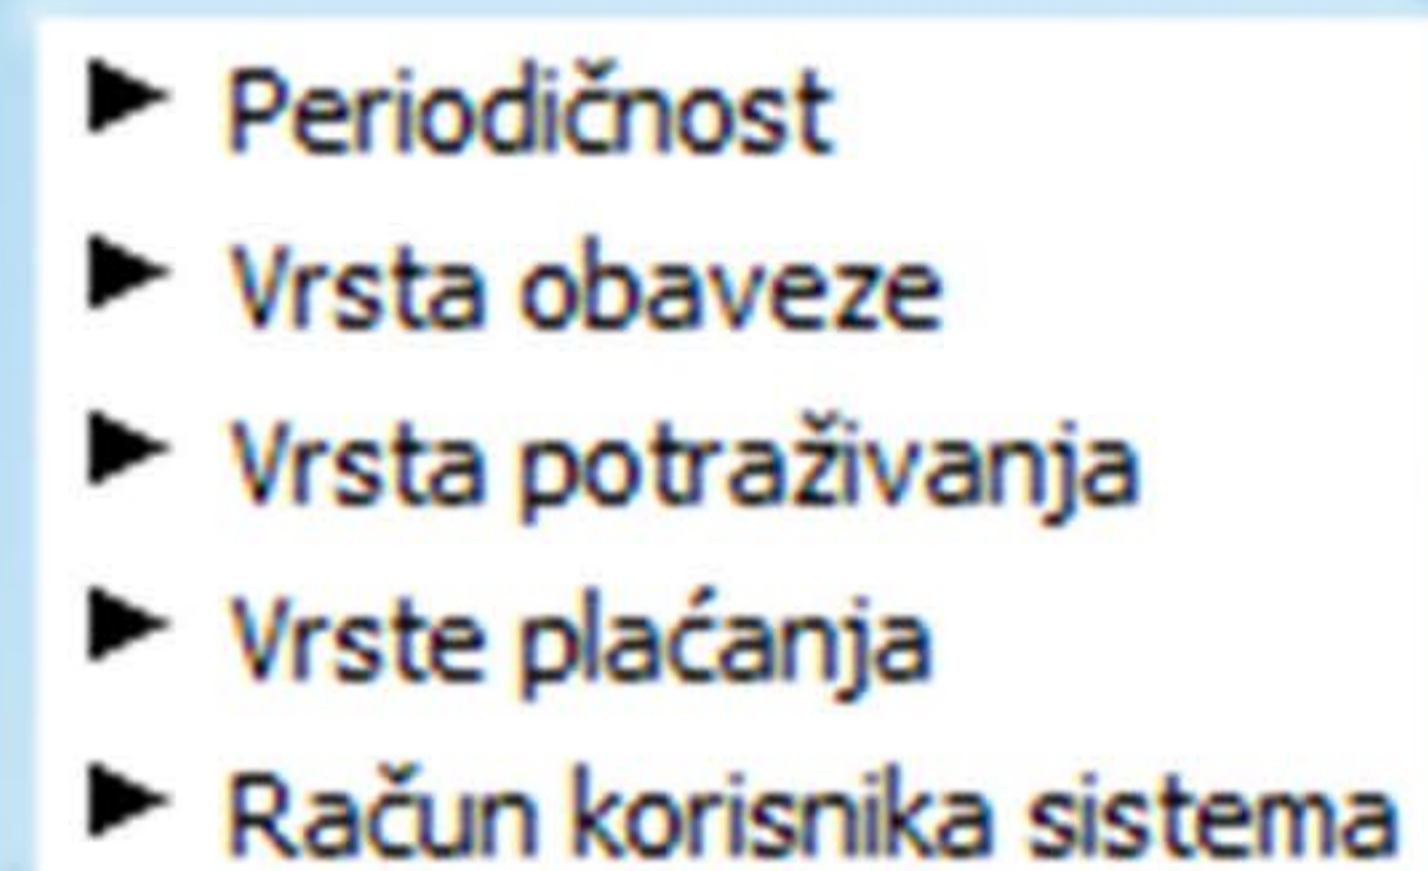 Periodičnost
Vrsta obaveze
Vrsta potraživanja
Vrste plaćanja
Račun korisnika sistema